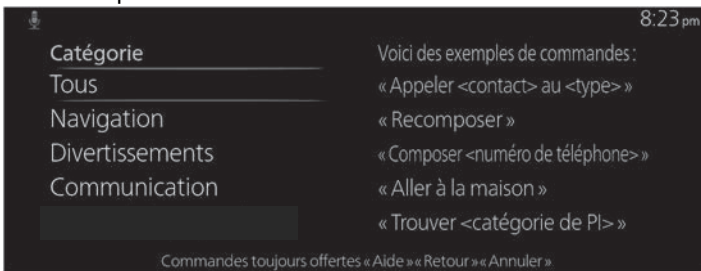 8:23 pm
Catégorie
Tous
Navigation
Divertissements
Communication
Voici des exemples de commandes :
« Appeler <contact> au <type> »
« Recomposer »
« Composer <numéro de téléphone> »
« Aller à la maison »
« Trouver <catégorie de PI> »
Commandes toujours offertes « Aide » « Retour » « Annuler »